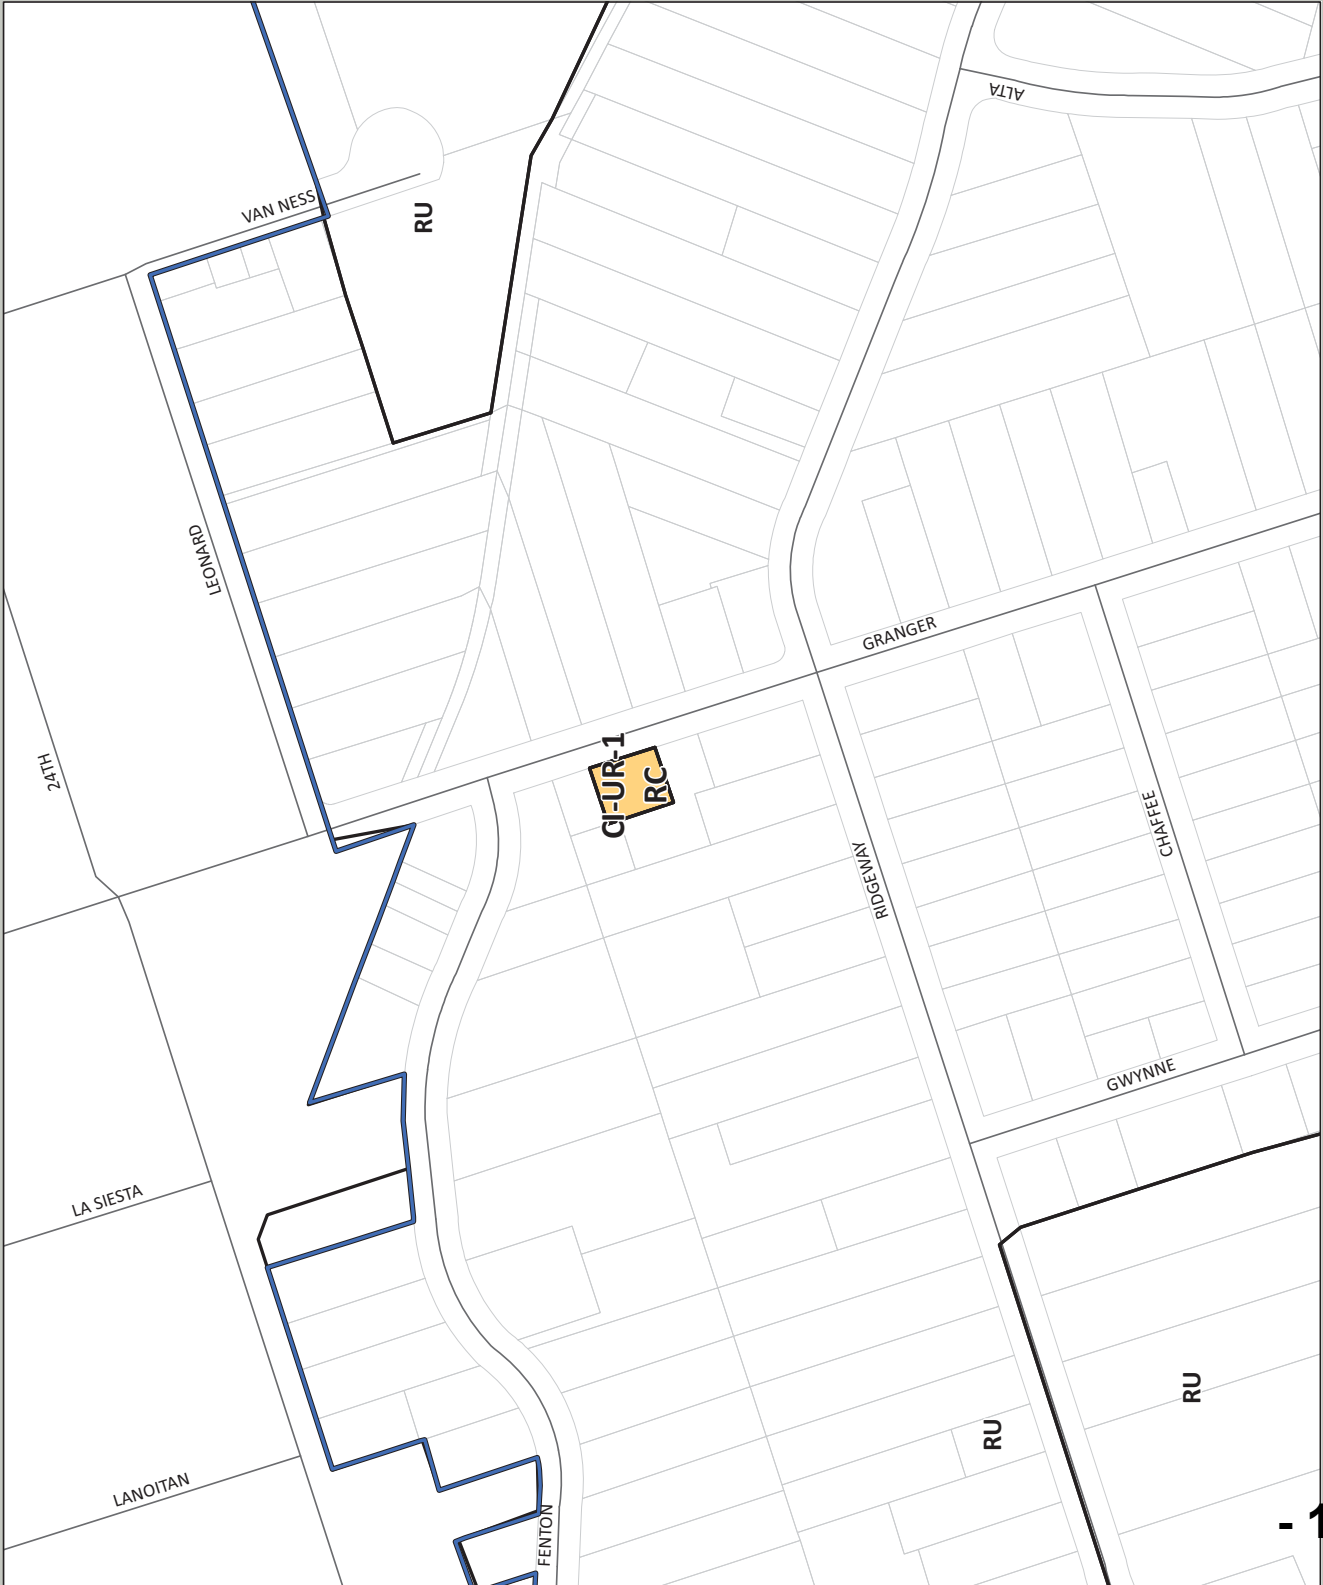 ALTA
VAN NESS
RU
LEONARD
GRANGER
CI-UR-1
RC
24TH
CHAFFEE
RIDGEWAY
GWYNNE
LA SIESTA
RU
RU
LANOITAN
FENTON
- 1